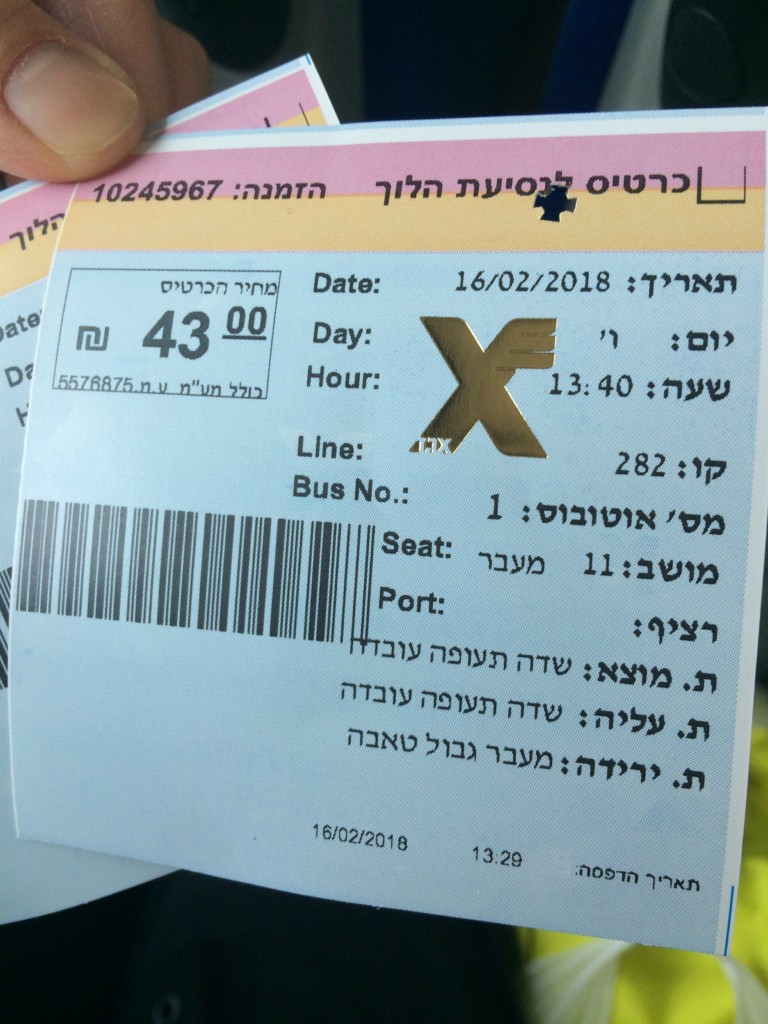 כרטיס לנסיעת הלוך הזמנה: 10245967
תאריך: 16/02/2018 Date:
יום: ו' Day:
שעה: 13:40 Hour:
מחיר הכרטיס
43 00 ₪
כולל מע"מ ע.מ 5576875
קו: 282 Line:
מס' אוטובוס: 1 Bus No.:
מושב: 11 מעבר Seat:
רציף: Port:
ת. מוצא: שדה תעופה עובדה
ת. עליה: שדה תעופה עובדה
ת. ירידה: מעבר גבול טאבה
תאריך הדפסה: 13:29 16/02/2018
הלוך
Date: